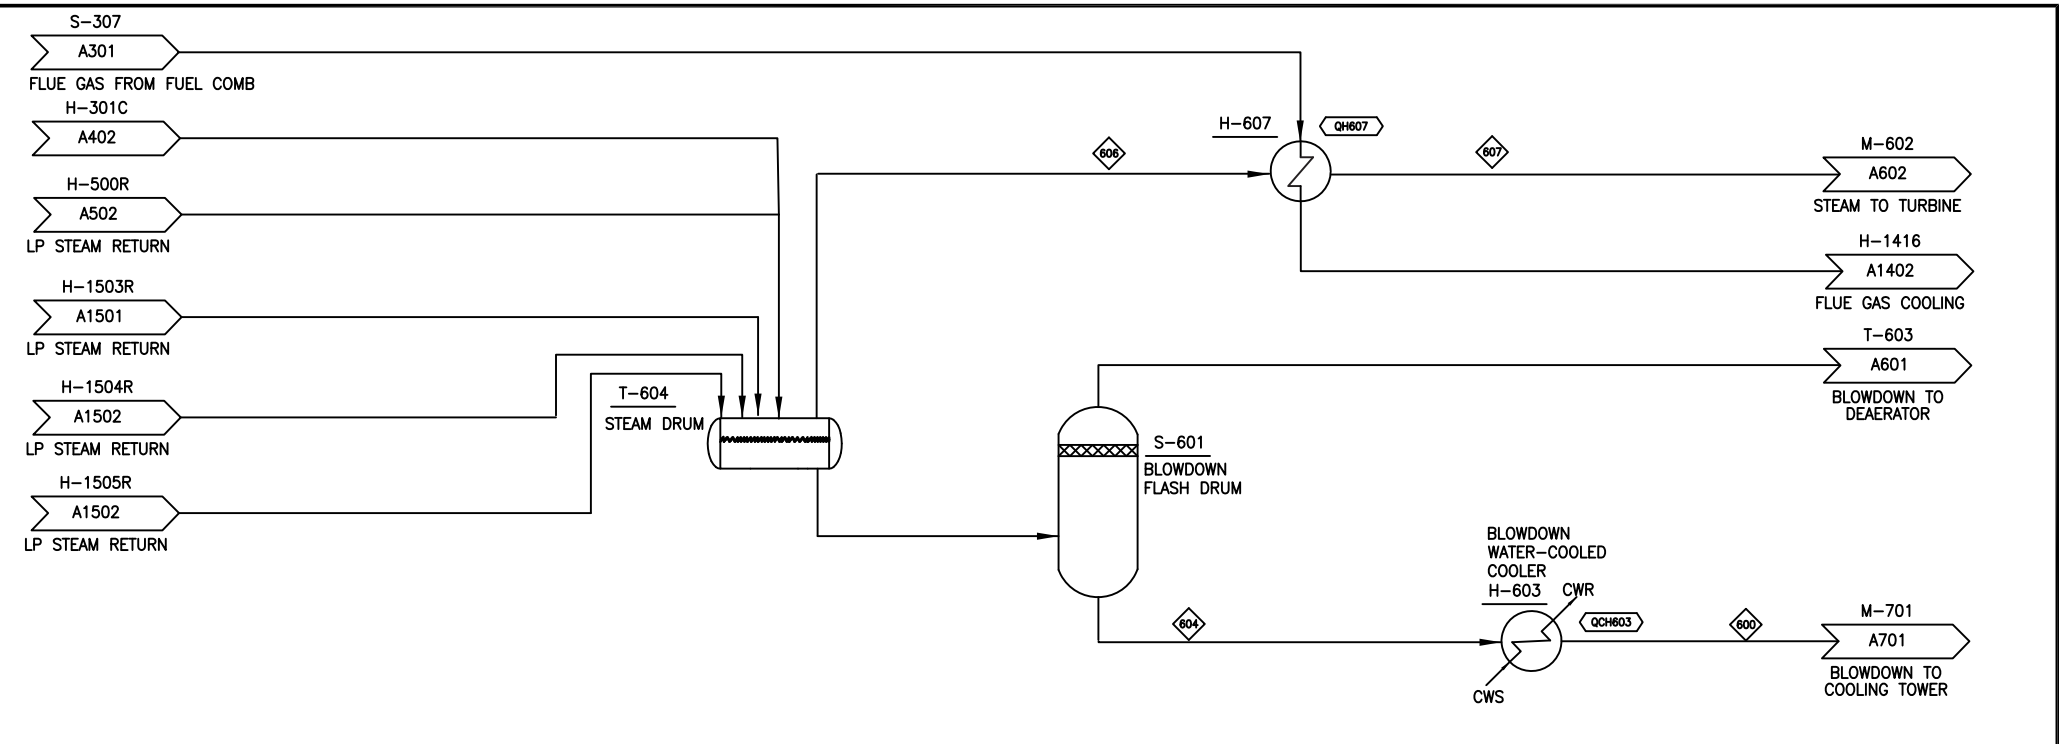 S-307
A301
FLUE GAS FROM FUEL COMB
H-301C
A402
H-500R
A502
LP STEAM RETURN
H-1503R
A1501
LP STEAM RETURN
H-1504R
A1502
LP STEAM RETURN
H-1505R
A1502
LP STEAM RETURN
T-604
STEAM DRUM
606
H-607
QH607
607
S-601
BLOWDOWN
FLASH DRUM
604
BLOWDOWN
WATER-COOLED
COOLER
H-603
CWR
QCH603
CWS
600
M-602
A602
STEAM TO TURBINE
H-1416
A1402
FLUE GAS COOLING
T-603
A601
BLOWDOWN TO
DEAERATOR
M-701
A701
BLOWDOWN TO
COOLING TOWER